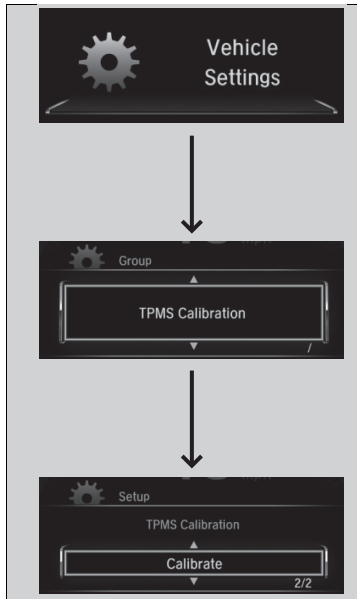 Vehicle
Settings
Group
TPMS Calibration
/
Setup
TPMS Calibration
Calibrate
2/2